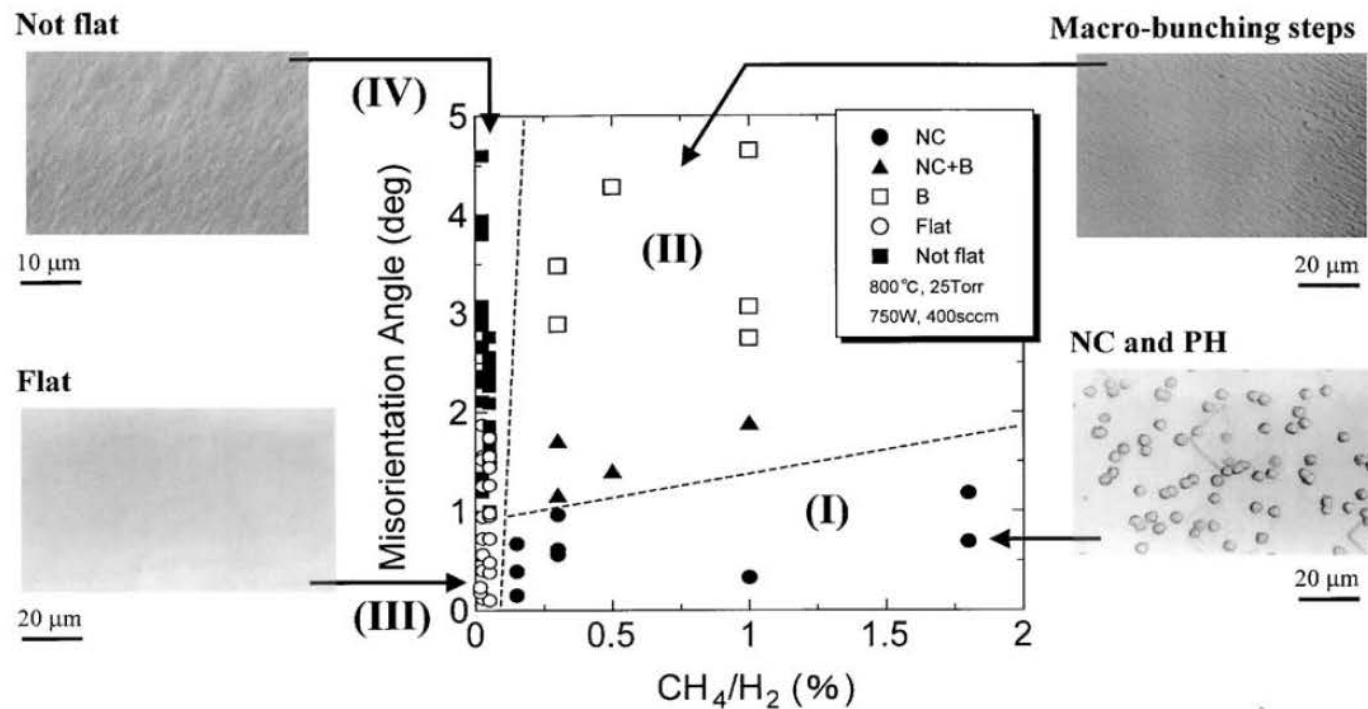 Not flat
Macro-bunching steps
(IV)
10 μm
20 μm
Flat
20 μm
(III)
NC and PH
20 μm
Misorientation Angle (deg)
5
4
3
2
1
0
(II)
(I)
NC
NC+B
B
Flat
Not flat
800°C, 25Torr
750W, 400sccm
0
0.5
1
1.5
2
CH₄/H₂ (%)